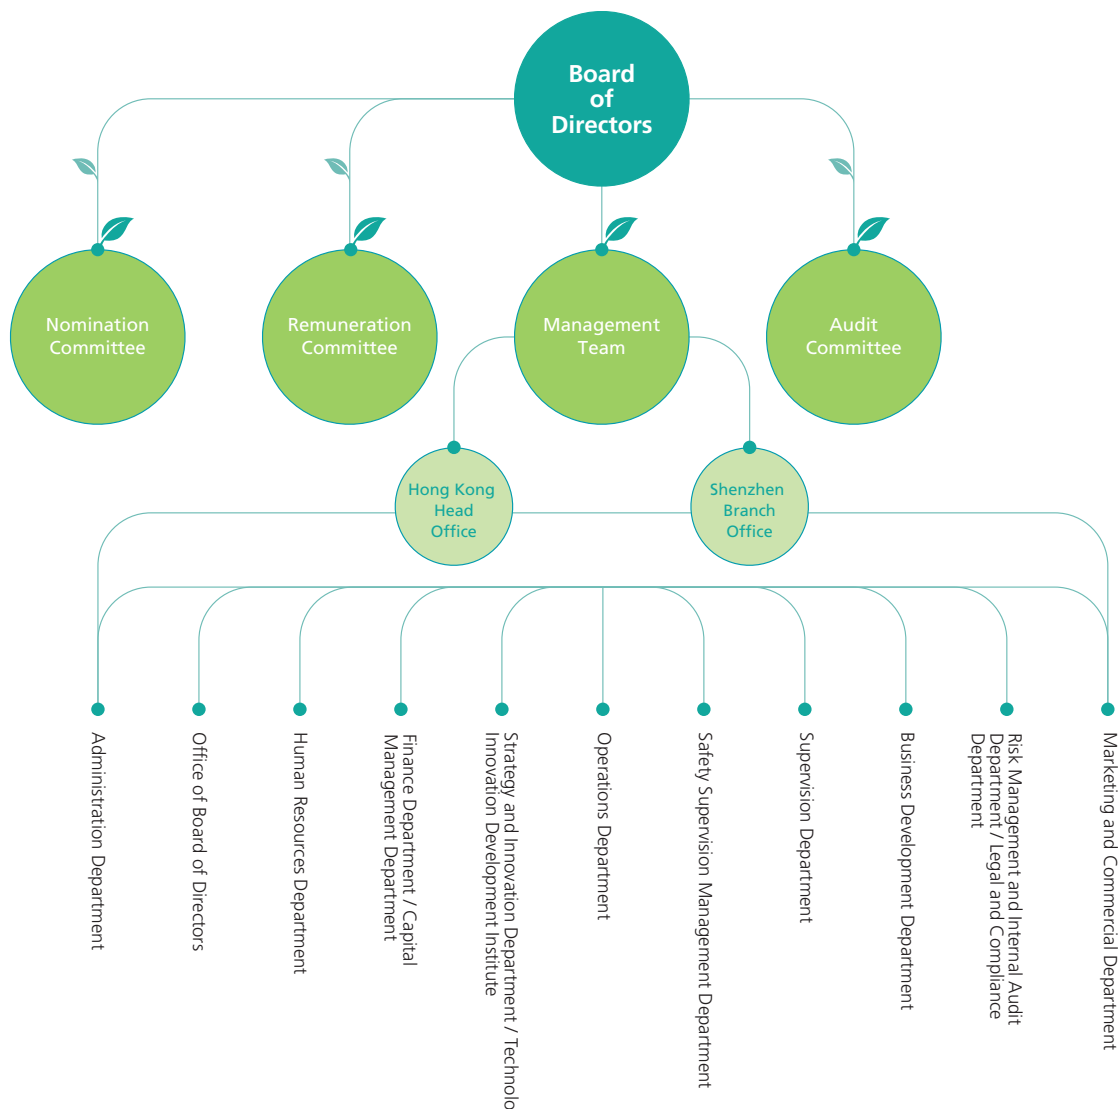 Board
of
Directors
Nomination
Committee
Remuneration
Committee
Management
Team
Audit
Committee
Hong Kong
Head
Office
Shenzhen
Branch
Office
Administration Department
Office of Board of Directors
Human Resources Department
Finance Department / Capital
Management Department
Strategy and Innovation Department / Technolo
Innovation Development Institute
Operations Department
Safety Supervision Management Department
Supervision Department
Business Development Department
Risk Management and Internal Audit
Department / Legal and Compliance
Department
Marketing and Commercial Department